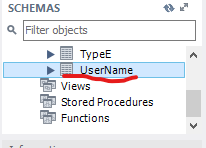 SCHEMAS
Filter objects
TypeE
UserName
Views
Stored Procedures
Functions